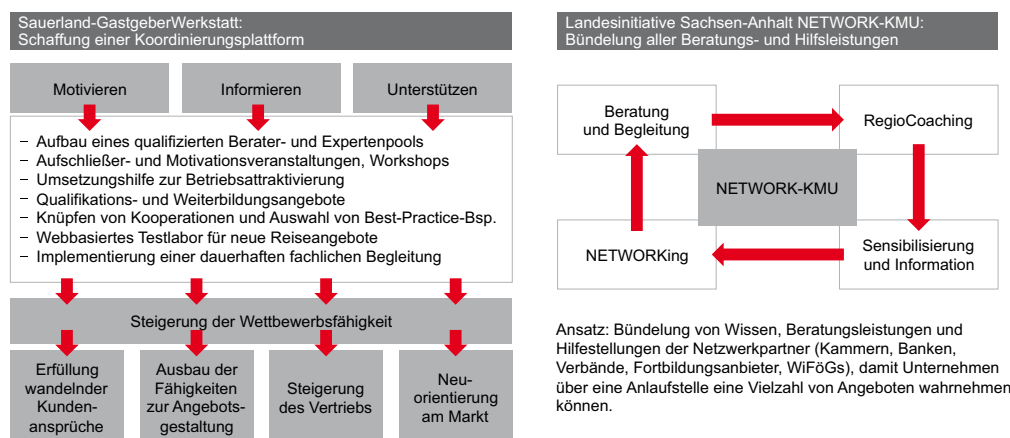 Sauerland-GastgeberWerkstatt:
Schaffung einer Koordinierungsplattform
Motivieren
Informieren
Unterstützen
– Aufbau eines qualifizierten Berater- und Expertenpools
– Aufschließer- und Motivationsveranstaltungen, Workshops
– Umsetzungshilfe zur Betriebsattraktivierung
– Qualifikations- und Weiterbildungsangebote
– Knüpfen von Kooperationen und Auswahl von Best-Practice-Bsp.
– Webbasiertes Testlabor für neue Reiseangebote
– Implementierung einer dauerhaften fachlichen Begleitung
Steigerung der Wettbewerbsfähigkeit
Erfüllung
wandelnder
Kunden-
ansprüche
Ausbau der
Fähigkeiten
zur Angebots-
gestaltung
Steigerung
des Vertriebs
Neu-
orientierung
am Markt
Landesinitiative Sachsen-Anhalt NETWORK-KMU:
Bündelung aller Beratungs- und Hilfsleistungen
Beratung
und Begleitung
RegioCoaching
NETWORK-KMU
NETWORKing
Sensibilisierung
und Information
Ansatz: Bündelung von Wissen, Beratungsleistungen und
Hilfestellungen der Netzwerkpartner (Kammern, Banken,
Verbände, Fortbildungsanbieter, WiFöGs), damit Unternehmen
über eine Anlaufstelle eine Vielzahl von Angeboten wahrnehmen
können.